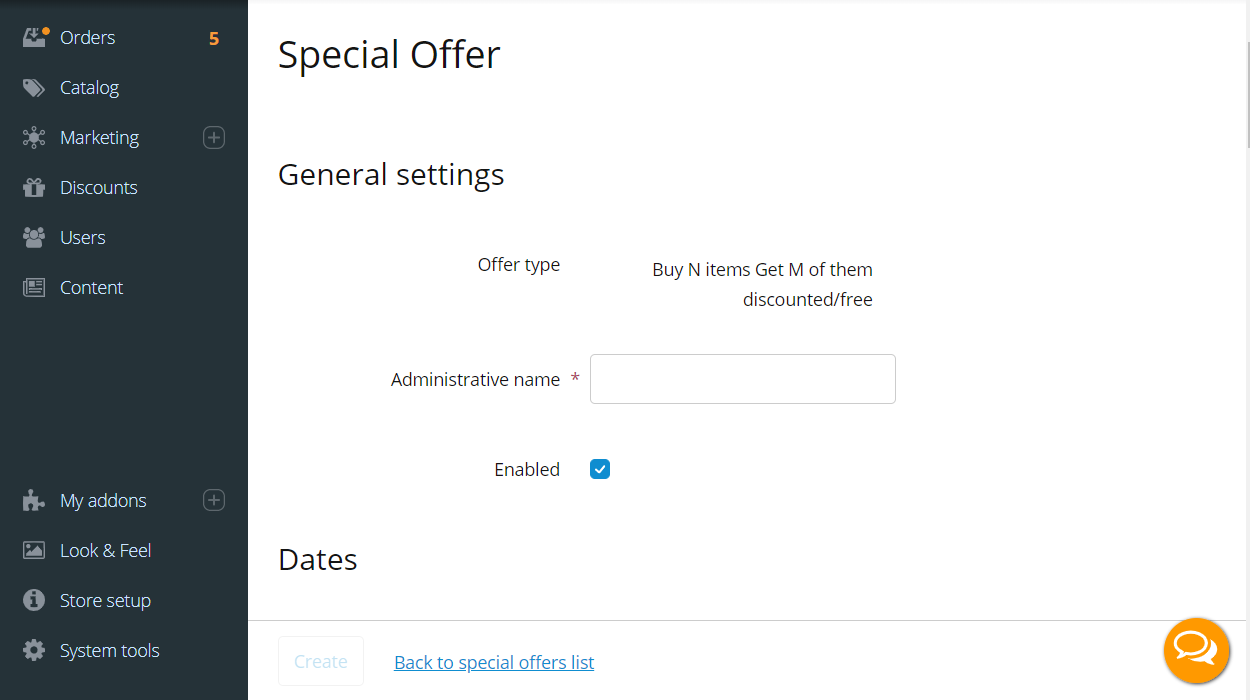 Orders 5
Catalog
Marketing
Discounts
Users
Content
My addons
Look & Feel
Store setup
System tools
Special Offer
General settings
Offer type
Buy N items Get M of them
discounted/free
Administrative name *
Enabled
Dates
Create
Back to special offers list